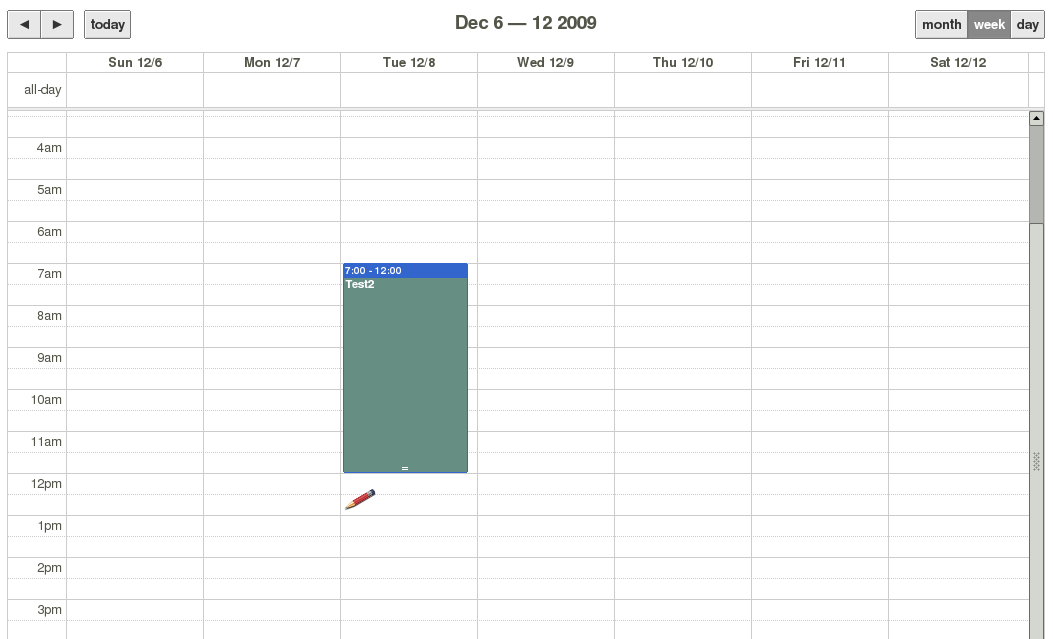 ◄ ► today Dec 6 — 12 2009 month week day
Sun 12/6 Mon 12/7 Tue 12/8 Wed 12/9 Thu 12/10 Fri 12/11 Sat 12/12
all-day
4am
5am
6am
7am 7:00 - 12:00
Test2
8am
9am
10am
11am
=
12pm
1pm
2pm
3pm